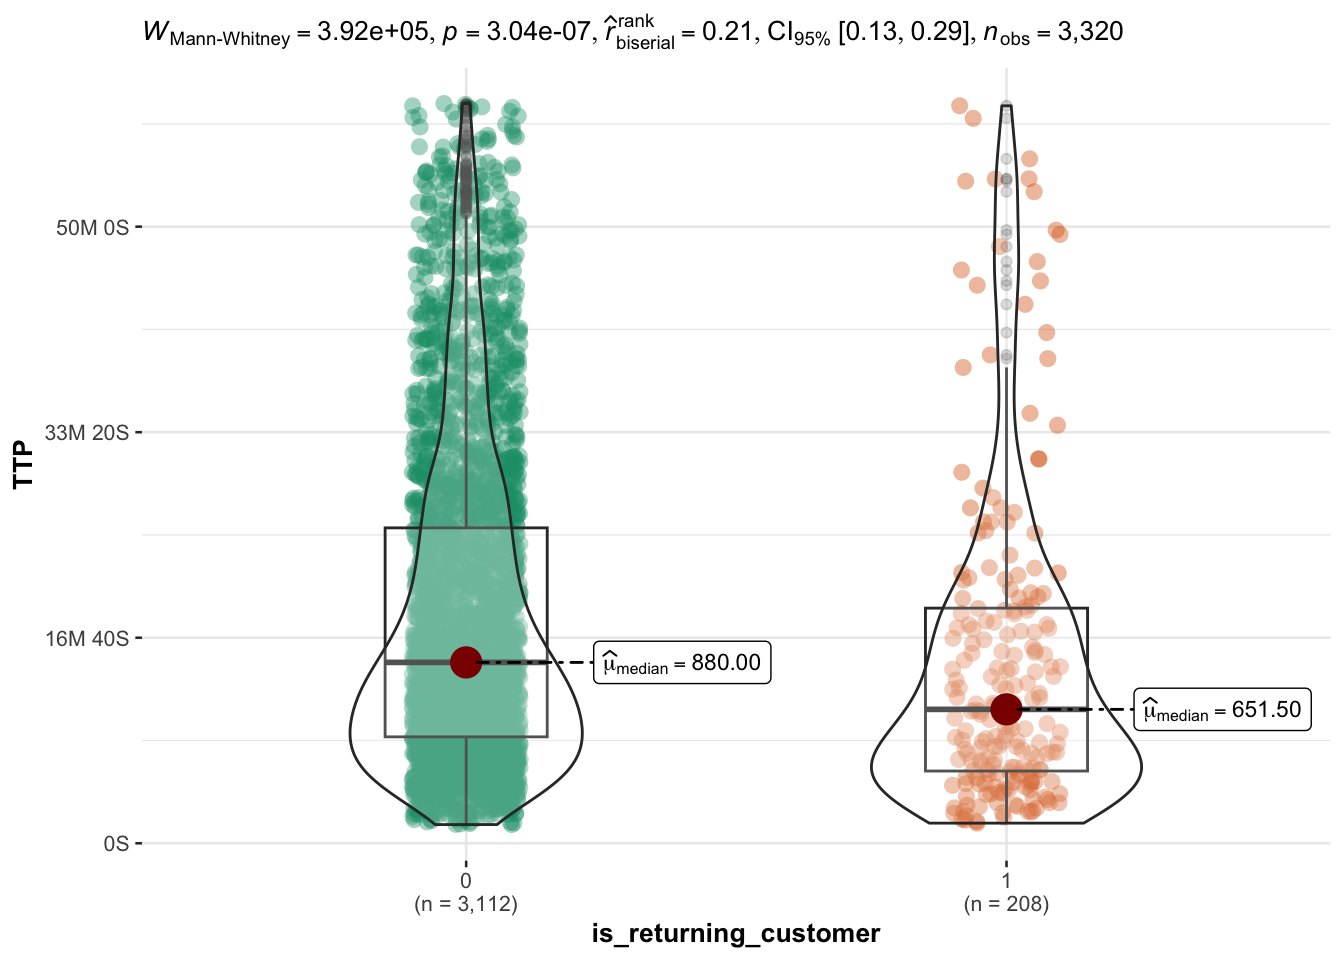 W Mann-Whitney = 3.92e+05, p = 3.04e-07, r̂ rank biserial = 0.21, CI95% [0.13, 0.29], n obs = 3,320
50M 0S
33M 20S
TTP
16M 40S
μ̂ median = 880.00
μ̂ median = 651.50
0S
0 1
(n = 3,112) (n = 208)
is_returning_customer